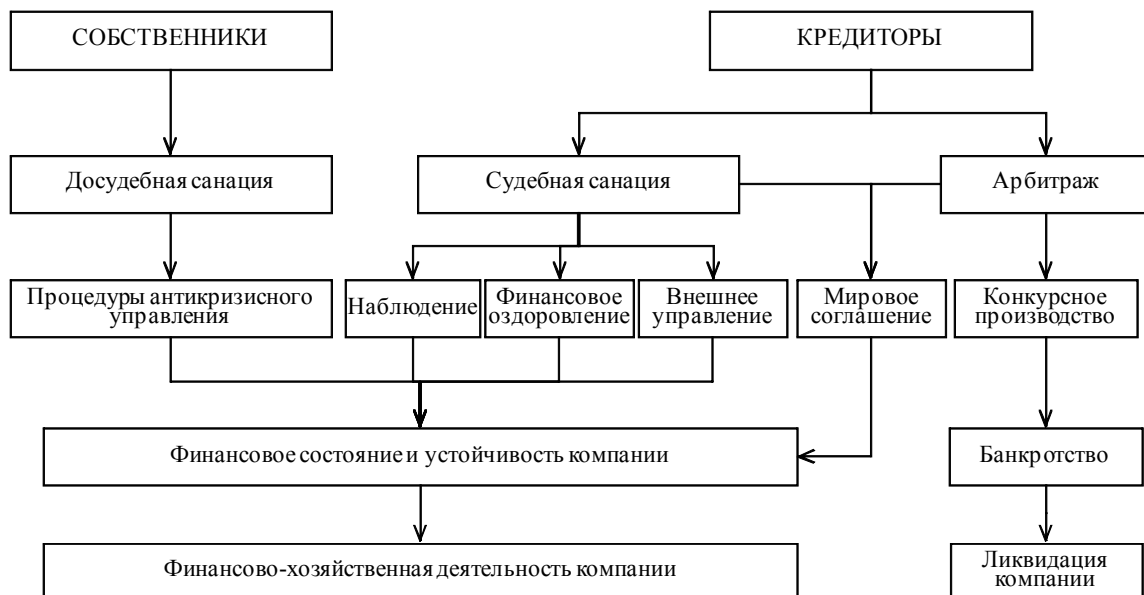 СОБСТВЕННИКИ
КРЕДИТОРЫ
Досудебная санация
Судебная санация
Арбитраж
Процедуры антикризисного
управления
Наблюдение
Финансовое
оздоровление
Внешнее
управление
Мировое
соглашение
Конкурсное
производство
Финансовое состояние и устойчивость компании
Банкротство
Финансово-хозяйственная деятельность компании
Ликвидация
компании